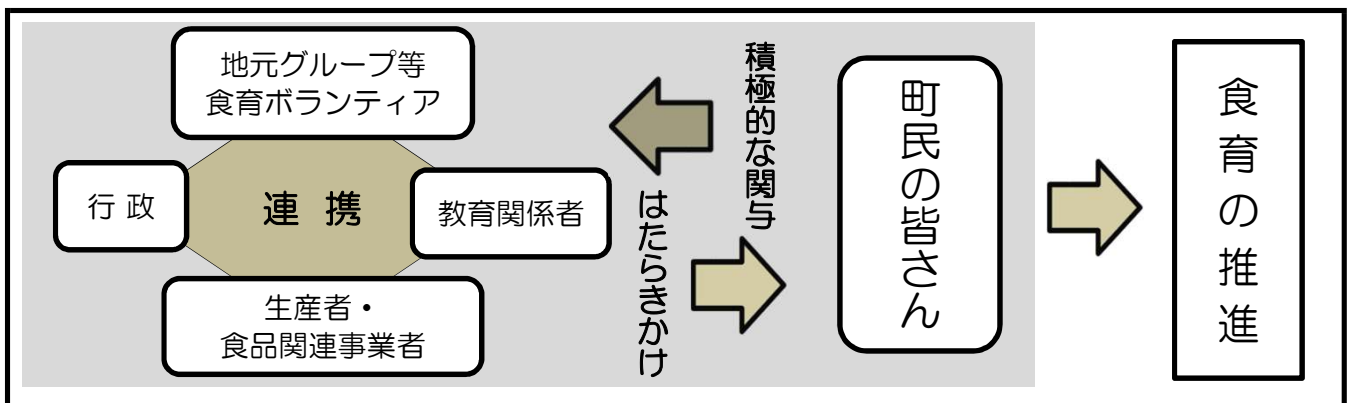 地元グループ等
食育ボランティア
行 政
連 携
教育関係者
生産者・
食品関連事業者
積極的な関与
はたらきかけ
町民の皆さん
食育の推進